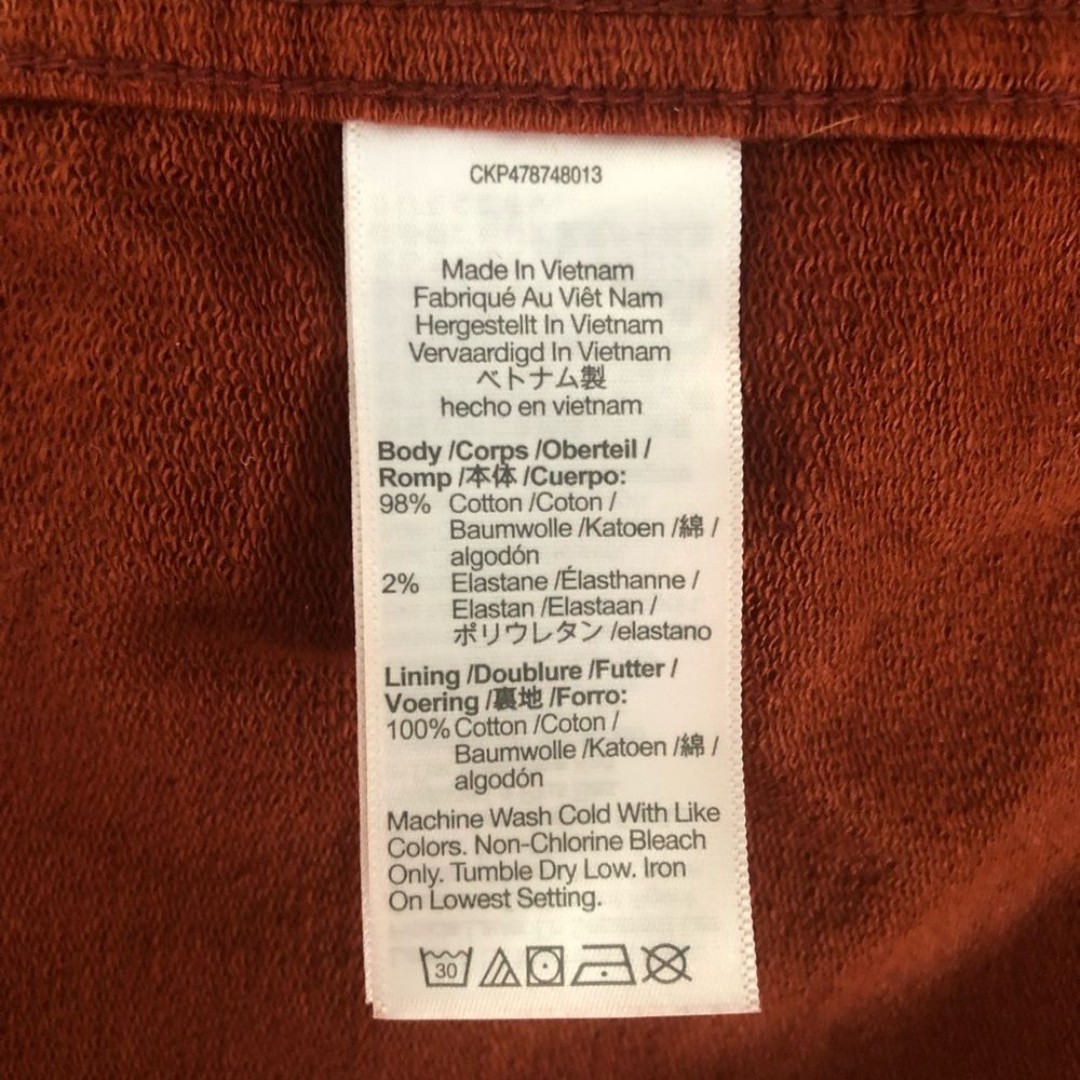 CKP478748013
Made In Vietnam
Fabriqué Au Viêt Nam
Hergestellt In Vietnam
Vervaardigd In Vietnam
ベトナム製
hecho en vietnam
Body /Corps /Oberteil /
Romp /本体 /Cuerpo:
98% Cotton /Coton /
Baumwolle /Katoen /綿 /
algodón
2% Elastane /Élasthanne /
Elastan /Elastaan /
ポリウレタン /elastano
Lining /Doublure /Futter /
Voering /裏地 /Forro:
100% Cotton /Coton /
Baumwolle /Katoen /綿 /
algodón
Machine Wash Cold With Like
Colors. Non-Chlorine Bleach
Only. Tumble Dry Low. Iron
On Lowest Setting.
30